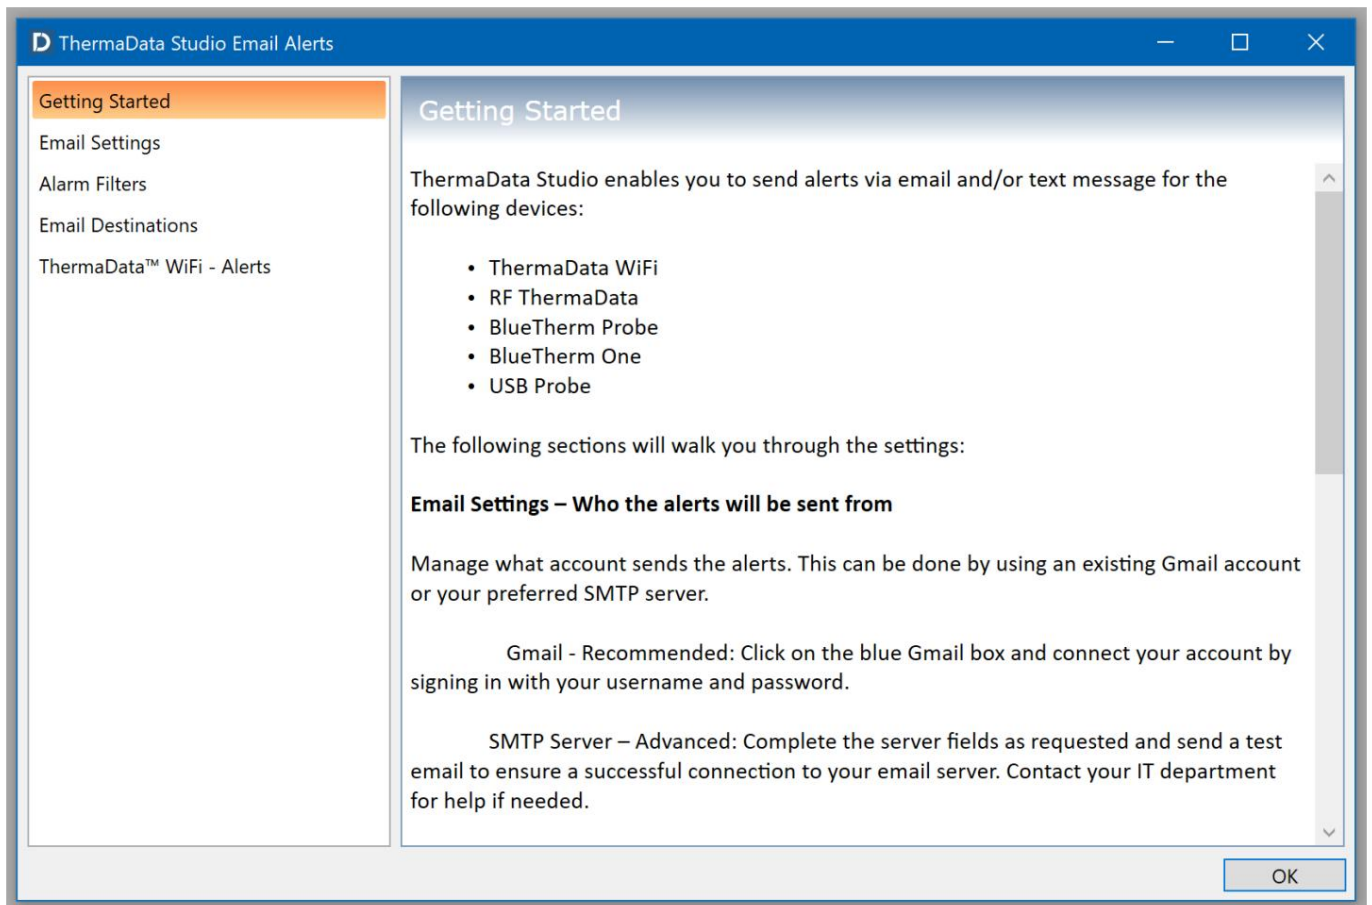 ThermaData Studio Email Alerts
Getting Started
Email Settings
Alarm Filters
Email Destinations
ThermaData™ WiFi - Alerts
Getting Started
ThermaData Studio enables you to send alerts via email and/or text message for the
following devices:
• ThermaData WiFi
• RF ThermaData
• BlueTherm Probe
• BlueTherm One
• USB Probe
The following sections will walk you through the settings:
Email Settings – Who the alerts will be sent from
Manage what account sends the alerts. This can be done by using an existing Gmail account
or your preferred SMTP server.
Gmail - Recommended: Click on the blue Gmail box and connect your account by
signing in with your username and password.
SMTP Server – Advanced: Complete the server fields as requested and send a test
email to ensure a successful connection to your email server. Contact your IT department
for help if needed.
OK